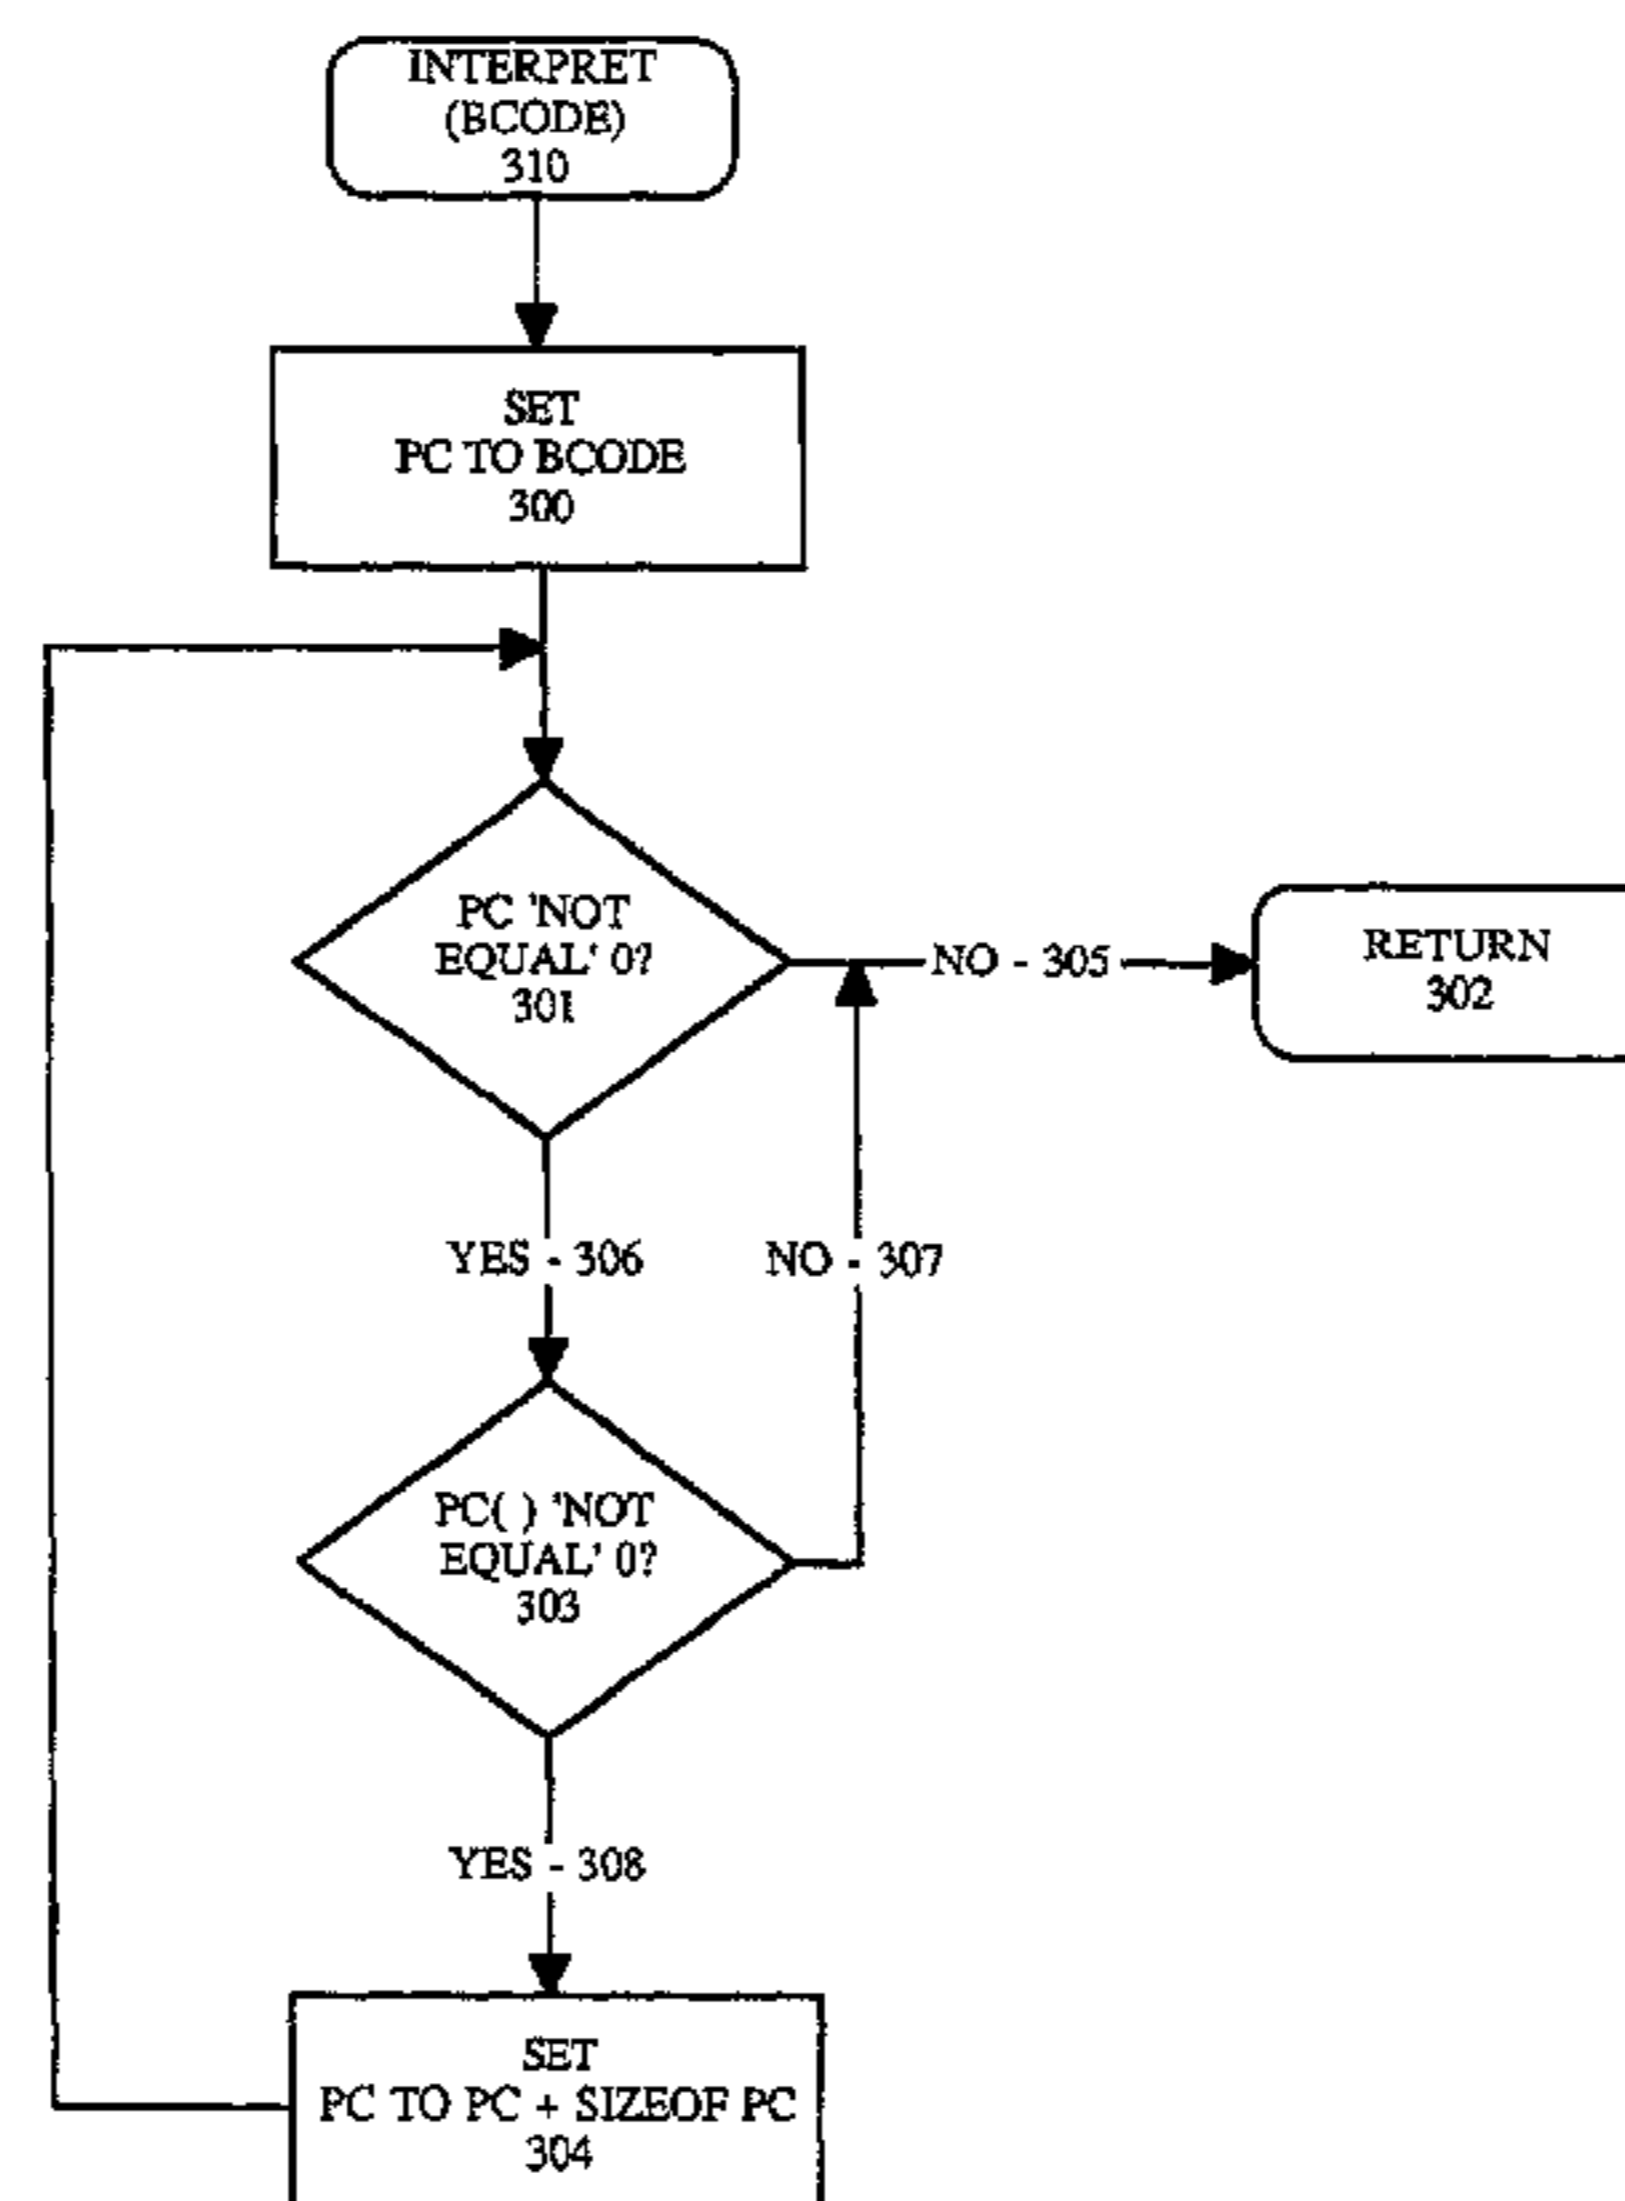 INTERPRET
(BCODE)
310
SET
PC TO BCODE
300
PC 'NOT
EQUAL' 0?
301
NO - 305
RETURN
302
YES - 306
NO - 307
PC( ) 'NOT
EQUAL' 0?
303
YES - 308
SET
PC TO PC + SIZEOF PC
304